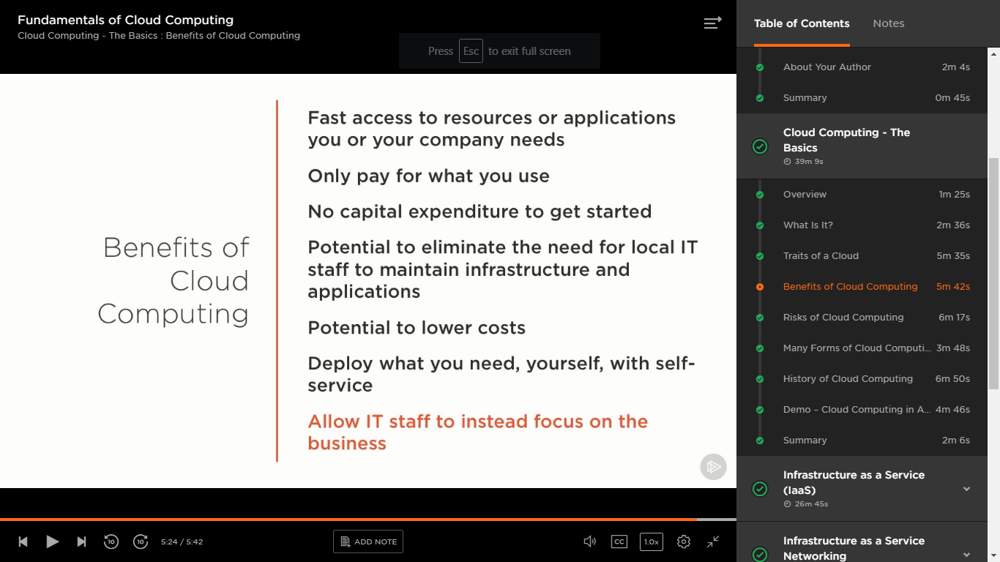 Fundamentals of Cloud Computing
Cloud Computing - The Basics : Benefits of Cloud Computing
Press Esc to exit full screen
Benefits of
Cloud
Computing
Fast access to resources or applications
you or your company needs
Only pay for what you use
No capital expenditure to get started
Potential to eliminate the need for local IT
staff to maintain infrastructure and
applications
Potential to lower costs
Deploy what you need, yourself, with self-
service
Allow IT staff to instead focus on the
business
10
10
5:24 / 5:42
ADD NOTE
CC
1.0x
Table of Contents
Notes
About Your Author 2m 4s
Summary 0m 45s
Cloud Computing - The
Basics
39m 9s
Overview 1m 25s
What Is It? 2m 36s
Traits of a Cloud 5m 35s
Benefits of Cloud Computing 5m 42s
Risks of Cloud Computing 6m 17s
Many Forms of Cloud Computi... 3m 48s
History of Cloud Computing 6m 50s
Demo – Cloud Computing in A... 4m 46s
Summary 2m 6s
Infrastructure as a Service
(IaaS)
26m 45s
Infrastructure as a Service
Networking